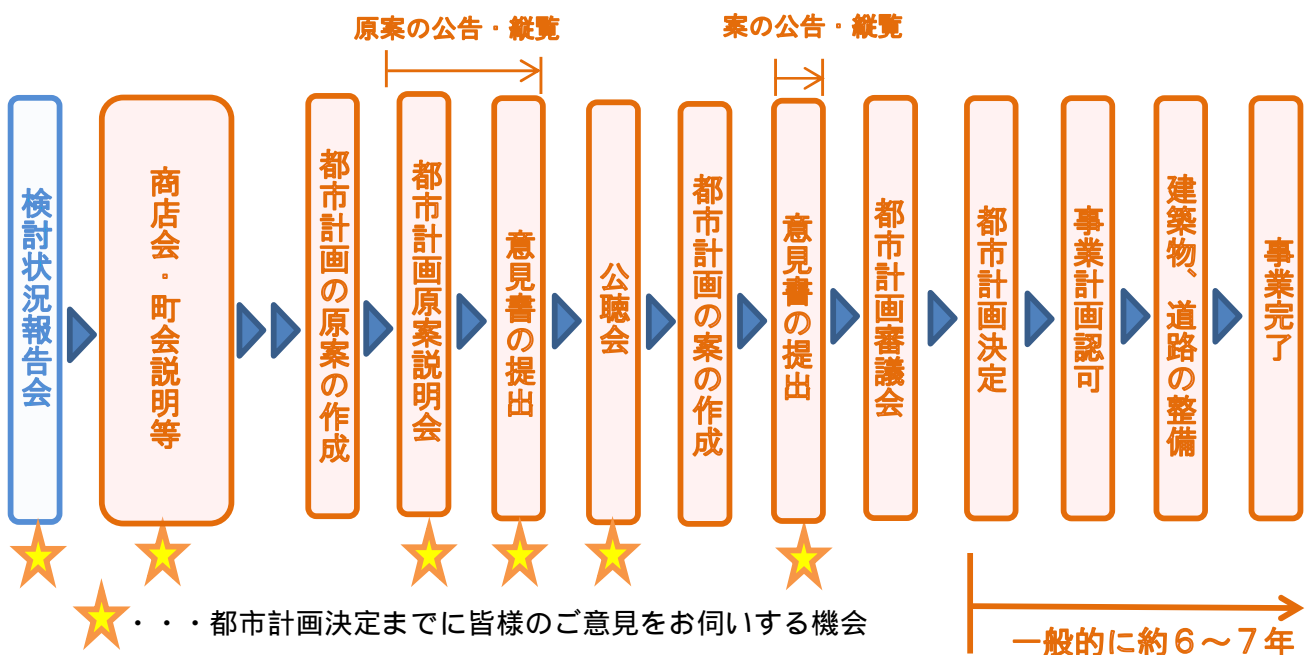 原案の公告・縦覧
案の公告・縦覧
検討状況報告会
商店会・町会説明等
都市計画の原案の作成
都市計画原案説明会
意見書の提出
公聴会
都市計画の案の作成
意見書の提出
都市計画審議会
都市計画決定
事業計画認可
建築物、道路の整備
事業完了
・・・都市計画決定までに皆様のご意見をお伺いする機会
一般的に約６～７年